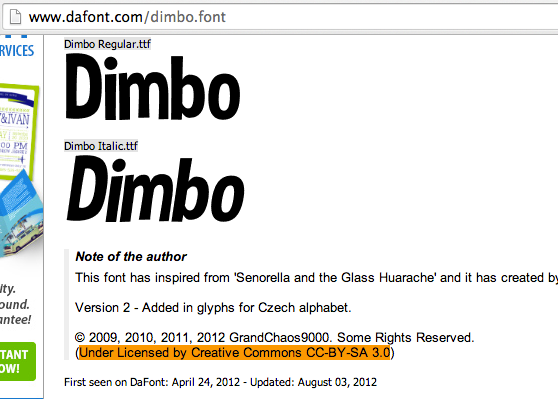 www.dafont.com/dimbo.font
SERVICES
Dimbo Regular.ttf
Dimbo
&IVAN
00 PM
Dimbo Italic.ttf
Dimbo
Note of the author
This font has inspired from 'Senorella and the Glass Huarache' and it has created by
Version 2 - Added in glyphs for Czech alphabet.
ity.
ound.
antee!
© 2009, 2010, 2011, 2012 GrandChaos9000. Some Rights Reserved.
(Under Licensed by Creative Commons CC-BY-SA 3.0)
TANT
OW!
First seen on DaFont: April 24, 2012 - Updated: August 03, 2012